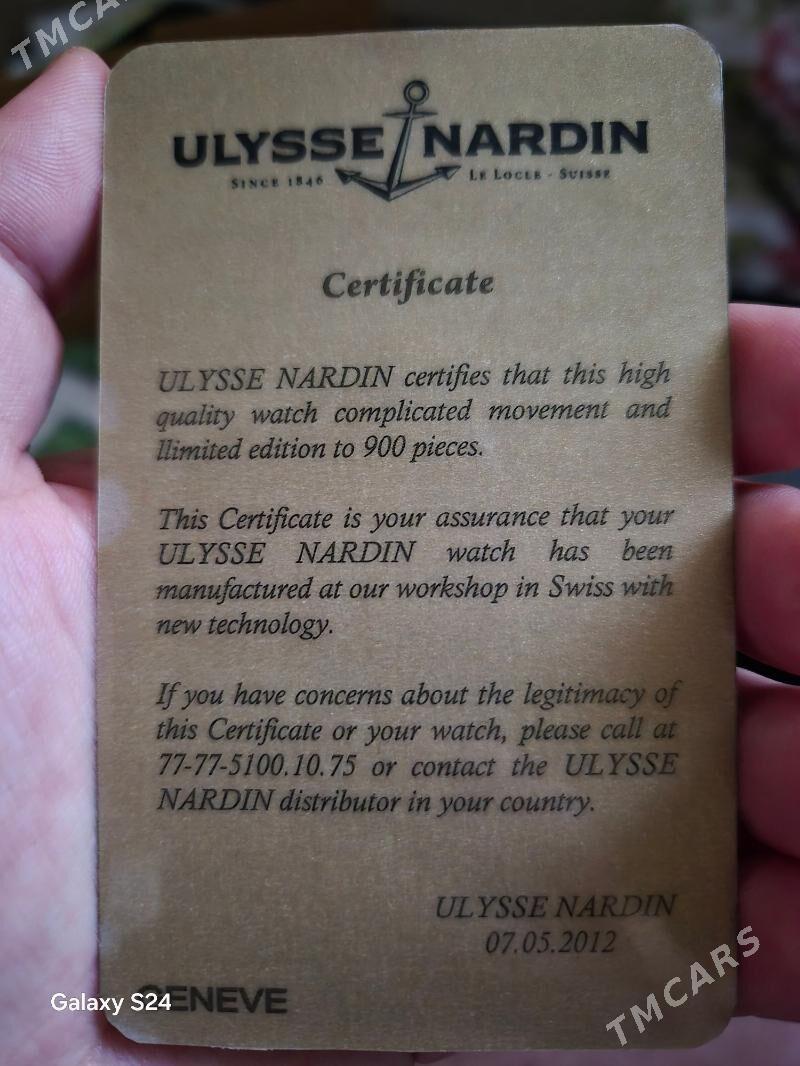 TMCARS
ULYSSE NARDIN
SINCE 1846 LE LOCLE - SUISSE
Certificate
ULYSSE NARDIN certifies that this high
quality watch complicated movement and
llimited edition to 900 pieces.
This Certificate is your assurance that your
ULYSSE NARDIN watch has been
manufactured at our workshop in Swiss with
new technology.
If you have concerns about the legitimacy of
this Certificate or your watch, please call at
77-77-5100.10.75 or contact the ULYSSE
NARDIN distributor in your country.
ULYSSE NARDIN
07.05.2012
GENEVE
Galaxy S24
TMCARS